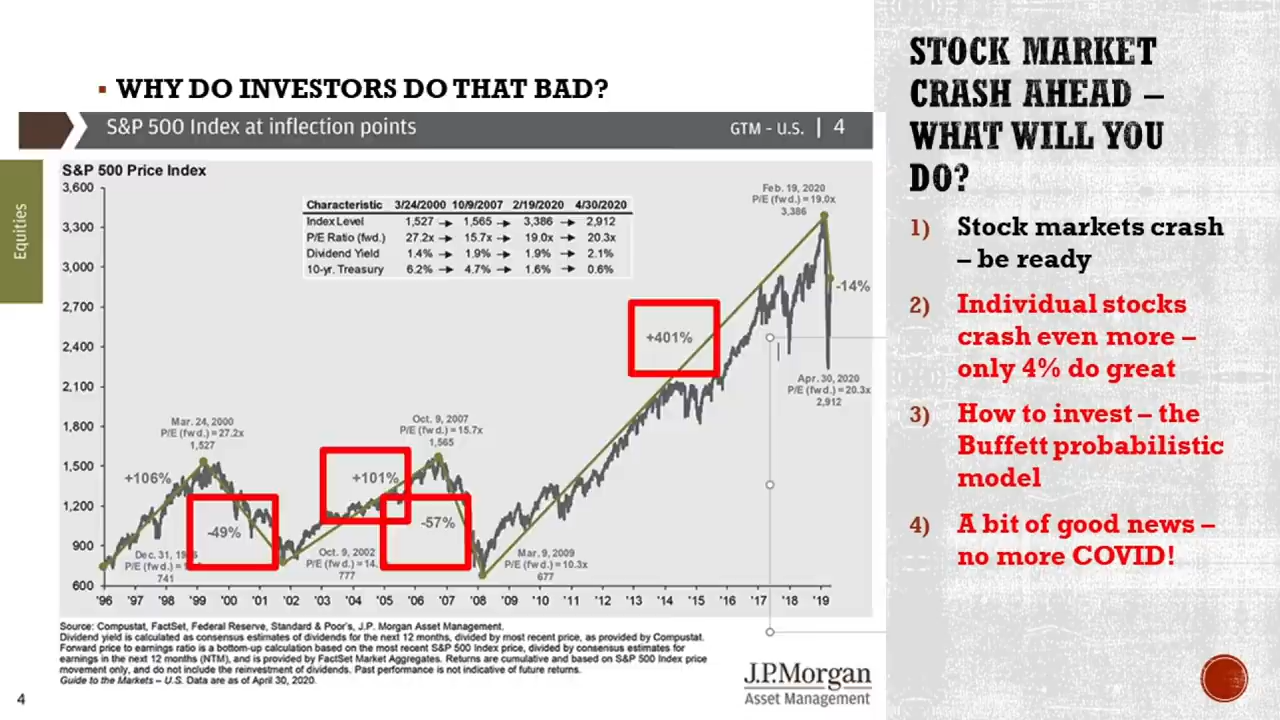 WHY DO INVESTORS DO THAT BAD?
S&P 500 Index at inflection points
GTM - U.S. | 4
Equities
S&P 500 Price Index
3,600
3,300
3,000
2,700
2,400
2,100
1,800
1,500
1,200
900
600
Characteristic 3/24/2000 10/9/2007 2/19/2020 4/30/2020
Index Level 1,527 → 1,565 → 3,386 → 2,912
P/E Ratio (fwd.) 27.2x → 15.7x → 19.0x → 20.3x
Dividend Yield 1.4% → 1.9% → 1.9% → 2.1%
10-yr. Treasury 6.2% → 4.7% → 1.6% → 0.6%
Feb. 19, 2020
P/E (fwd.) = 19.0x
3,386
-14%
+401%
Apr. 30, 2020
P/E (fwd.) = 20.3x
2,912
Mar. 24, 2000
P/E (fwd.) = 27.2x
1,527
Oct. 9, 2007
P/E (fwd.) = 15.7x
1,565
+106%
+101%
-49%
-57%
Dec. 31,
P/E (fwd.) =
741
Oct. 9, 2002
P/E (fwd.) = 14.
777
Mar. 9, 2009
P/E (fwd.) = 10.3x
677
'96 '97 '98 '99 '00 '01 '02 '03 '04 '05 '06 '07 '08 '09 '10 '11 '12 '13 '14 '15 '16 '17 '18 '19
Source: Compustat, FactSet, Federal Reserve, Standard & Poor's, J.P. Morgan Asset Management.
Dividend yield is calculated as consensus estimates of dividends for the next 12 months, divided by most recent price, as provided by Compustat.
Forward price to earnings ratio is a bottom-up calculation based on the most recent S&P 500 Index price, divided by consensus estimates for
earnings in the next 12 months (NTM), and is provided by FactSet Market Aggregates. Returns are cumulative and based on S&P 500 Index price
movement only, and do not include the reinvestment of dividends. Past performance is not indicative of future returns.
Guide to the Markets – U.S. Data are as of April 30, 2020.
J.P.Morgan
Asset Management
4
STOCK MARKET
CRASH AHEAD –
WHAT WILL YOU
DO?
1) Stock markets crash
– be ready
2) Individual stocks
crash even more –
only 4% do great
3) How to invest – the
Buffett probabilistic
model
4) A bit of good news –
no more COVID!